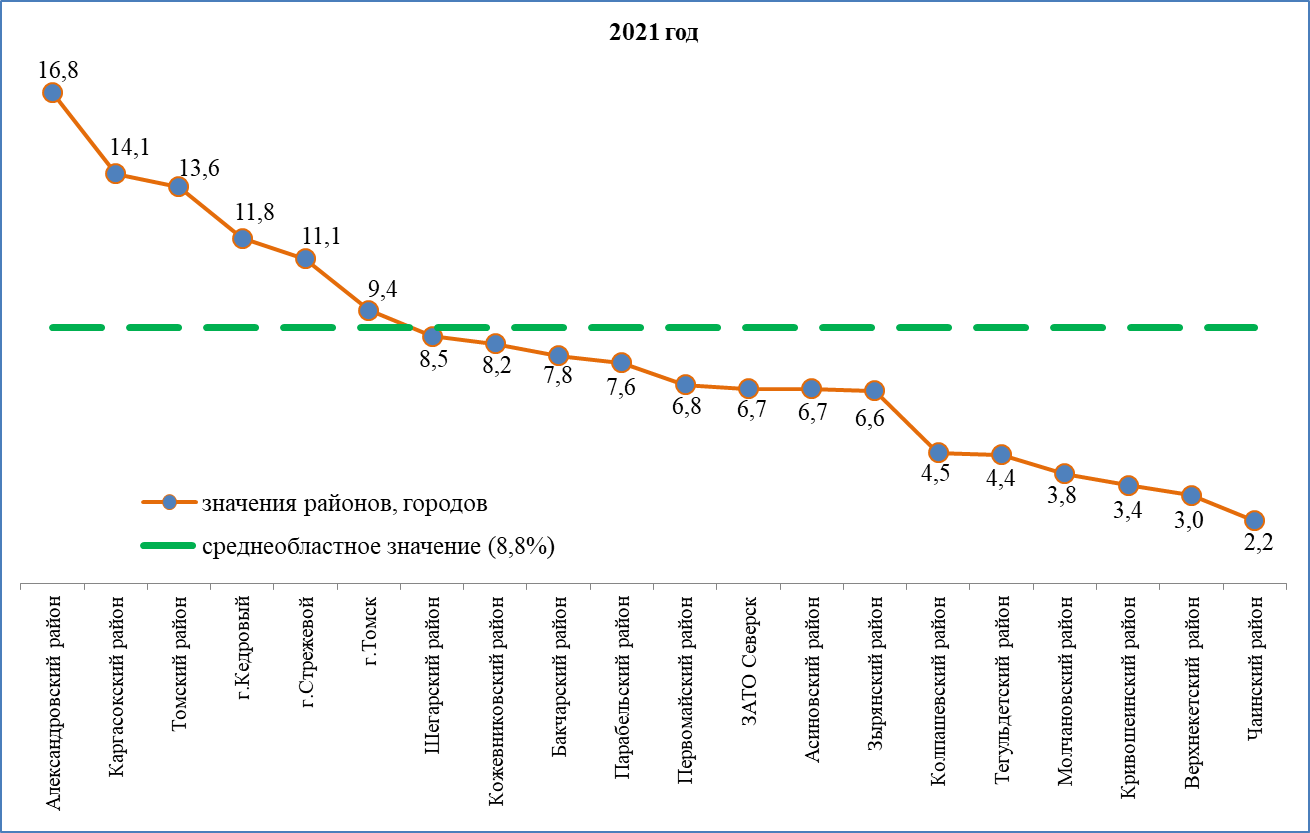 2021 год
16,8
14,1
13,6
11,8
11,1
9,4
8,5
8,2
7,8
7,6
6,8
6,7
6,7
6,6
4,5
4,4
3,8
3,4
3,0
2,2
значения районов, городов
среднеобластное значение (8,8%)
Александровский район
Каргасокский район
Томский район
г.Кедровый
г.Стрежевой
г.Томск
Шегарский район
Кожевниковский район
Бакчарский район
Парабельский район
Первомайский район
ЗАТО Северск
Асиновский район
Зырянский район
Колпашевский район
Тегульдетский район
Молчановский район
Кривошеинский район
Верхнекетский район
Чаинский район